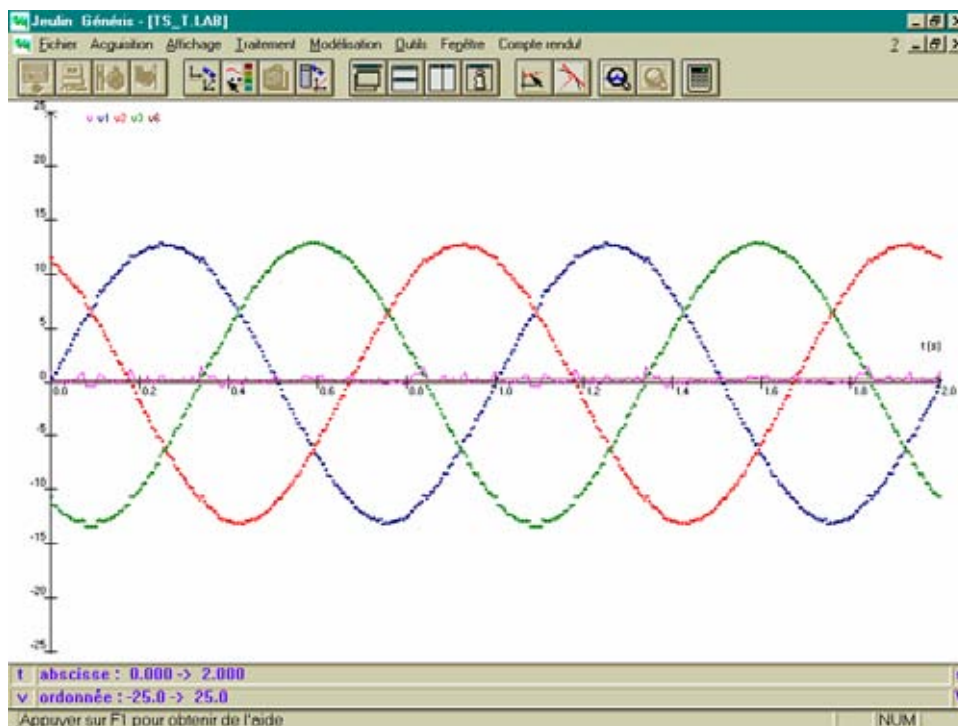 Jeulin Généris - [TS_T.LAB]
Fichier Acquisition Affichage Traitement Modélisation Outils Fenêtre Compte rendu! ?
25
v v1 v2 v3 v6
20
15
10
5
t(s)
0
0.0 0.2 0.4 0.6 0.8 1.0 1.2 1.4 1.6 1.8 2.0
-5
-10
-15
-20
-25
t abscisse : 0.000 -> 2.000
v ordonnée : -25.0 -> 25.0
Appuyer sur F1 pour obtenir de l'aide NUM